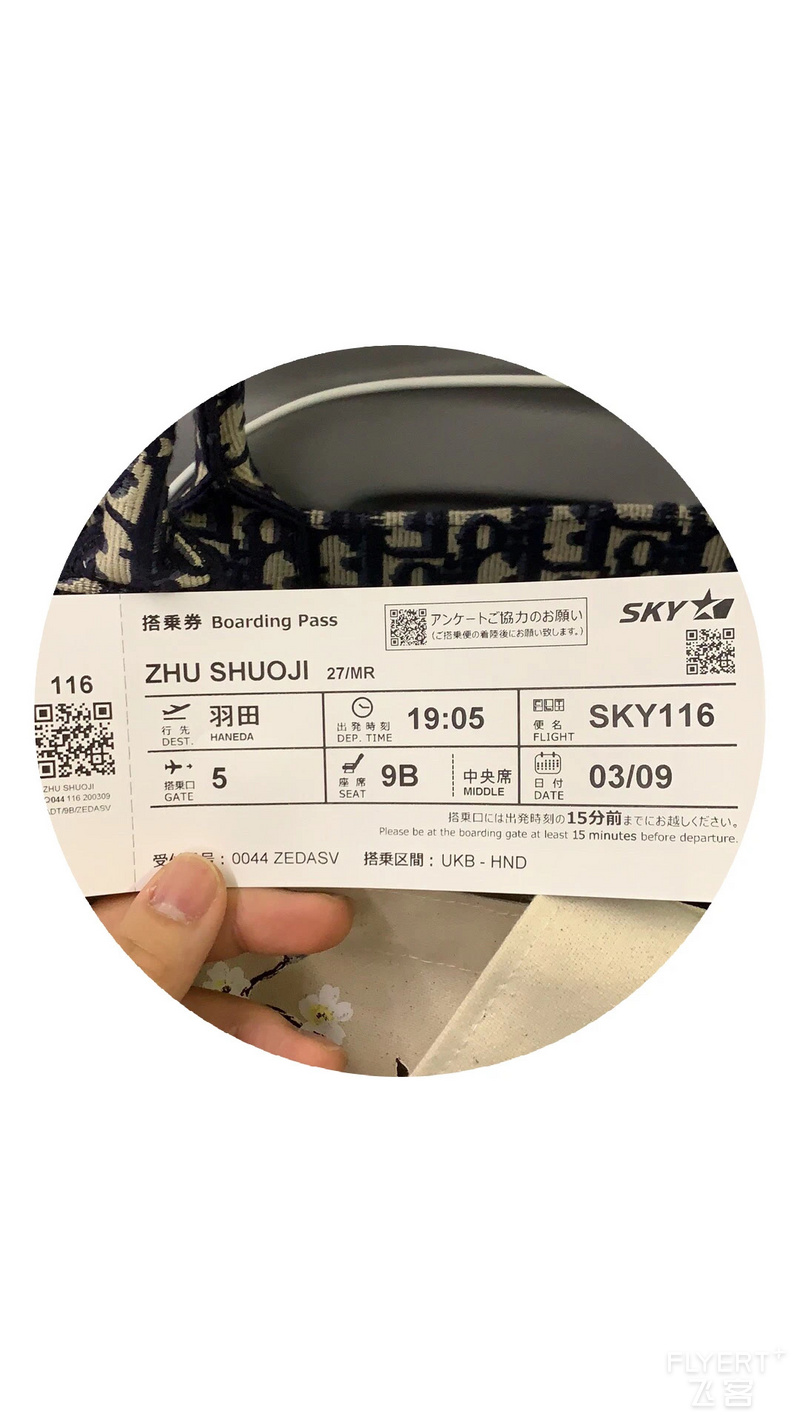 搭乗券 Boarding Pass
アンケートご協力のお願い
(ご搭乗便の着陸後にお願い致します。)
SKY
116
ZHU SHUOJI
0044 116 200309
ADT/9B/ZEDASV
ZHU SHUOJI 27/MR
行先 DEST. 羽田 HANEDA
出発時刻 DEP. TIME 19:05
便名 FLIGHT SKY116
搭乗口 GATE 5
座席 SEAT 9B 中央席 MIDDLE
日付 DATE 03/09
搭乗口には出発時刻の15分前までにお越しください。
Please be at the boarding gate at least 15 minutes before departure.
受 号：0044 ZEDASV 搭乗区間：UKB - HND
FLYERT+
飞客